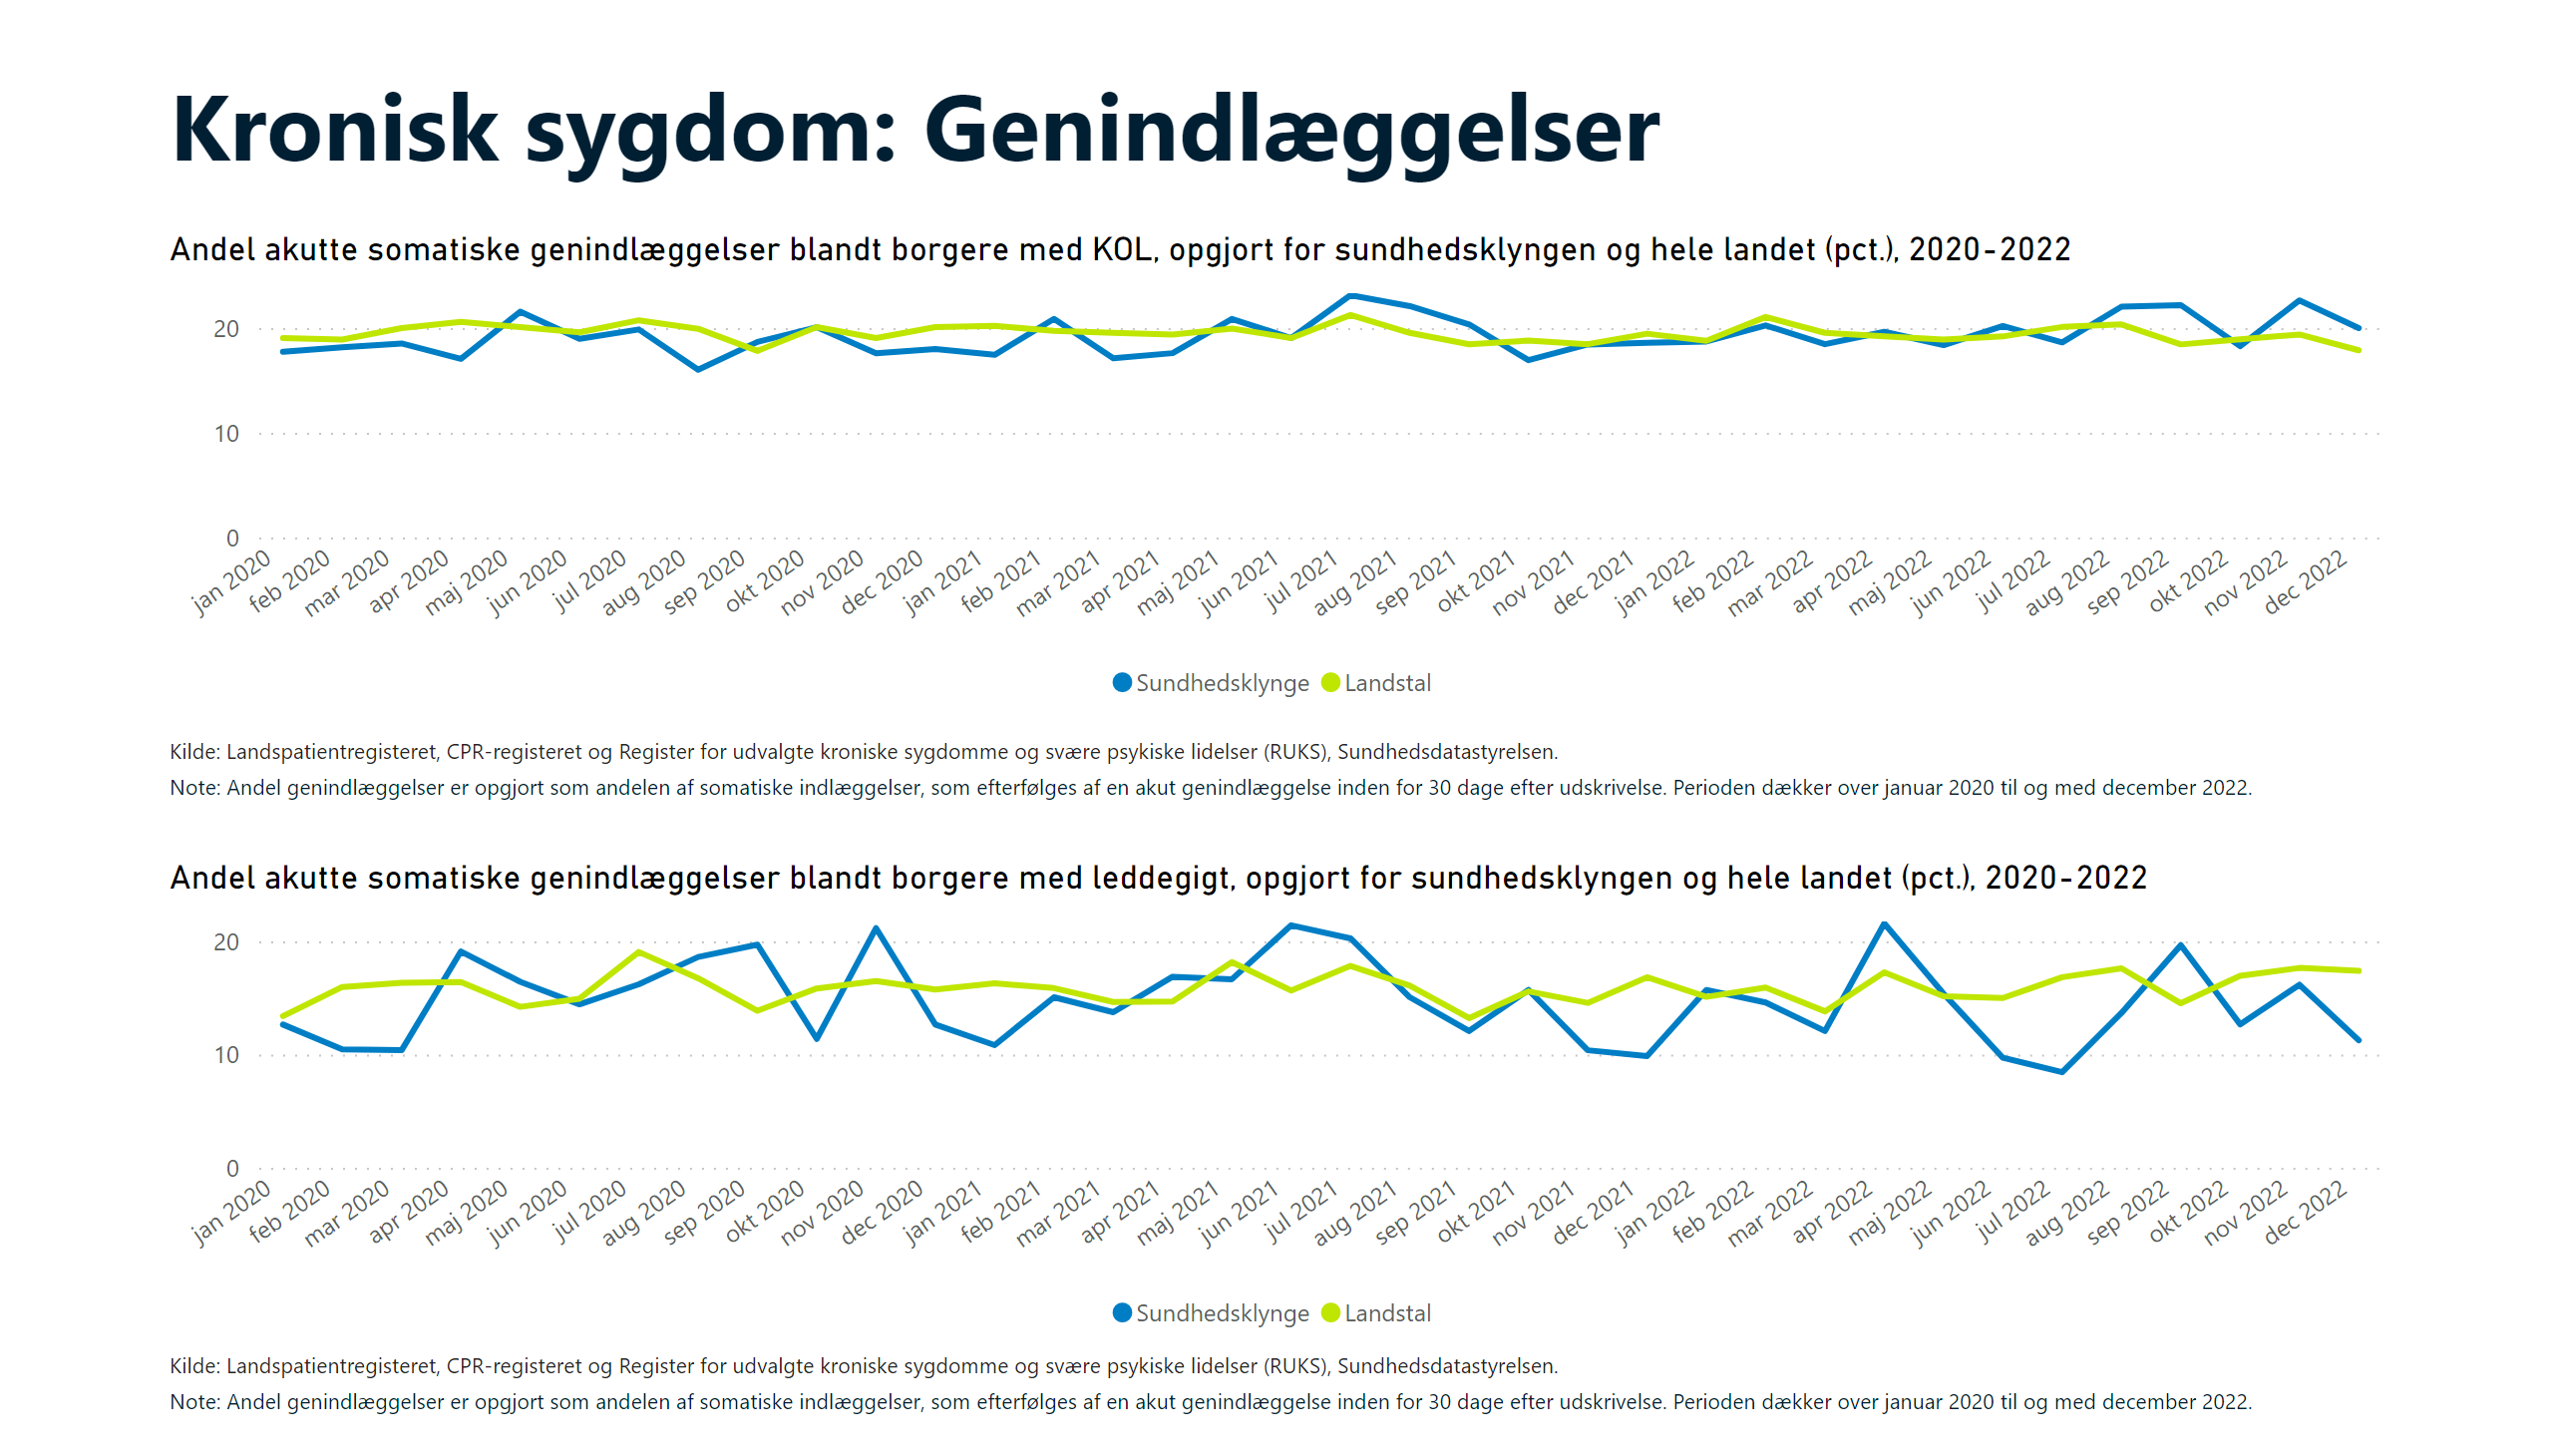 Kronisk sygdom: Genindlæggelser
Andel akutte somatiske genindlæggelser blandt borgere med KOL, opgjort for sundhedsklyngen og hele landet (pct.), 2020-2022
20
10
0
jan 2020
feb 2020
mar 2020
apr 2020
maj 2020
jun 2020
jul 2020
aug 2020
sep 2020
okt 2020
nov 2020
dec 2020
jan 2021
feb 2021
mar 2021
apr 2021
maj 2021
jun 2021
jul 2021
aug 2021
sep 2021
okt 2021
nov 2021
dec 2021
jan 2022
feb 2022
mar 2022
apr 2022
maj 2022
jun 2022
jul 2022
aug 2022
sep 2022
okt 2022
nov 2022
dec 2022
Sundhedsklynge Landstal
Kilde: Landspatientregisteret, CPR-registeret og Register for udvalgte kroniske sygdomme og svære psykiske lidelser (RUKS), Sundhedsdatastyrelsen.
Note: Andel genindlæggelser er opgjort som andelen af somatiske indlæggelser, som efterfølges af en akut genindlæggelse inden for 30 dage efter udskrivelse. Perioden dækker over januar 2020 til og med december 2022.
Andel akutte somatiske genindlæggelser blandt borgere med leddegigt, opgjort for sundhedsklyngen og hele landet (pct.), 2020-2022
20
10
0
jan 2020
feb 2020
mar 2020
apr 2020
maj 2020
jun 2020
jul 2020
aug 2020
sep 2020
okt 2020
nov 2020
dec 2020
jan 2021
feb 2021
mar 2021
apr 2021
maj 2021
jun 2021
jul 2021
aug 2021
sep 2021
okt 2021
nov 2021
dec 2021
jan 2022
feb 2022
mar 2022
apr 2022
maj 2022
jun 2022
jul 2022
aug 2022
sep 2022
okt 2022
nov 2022
dec 2022
Sundhedsklynge Landstal
Kilde: Landspatientregisteret, CPR-registeret og Register for udvalgte kroniske sygdomme og svære psykiske lidelser (RUKS), Sundhedsdatastyrelsen.
Note: Andel genindlæggelser er opgjort som andelen af somatiske indlæggelser, som efterfølges af en akut genindlæggelse inden for 30 dage efter udskrivelse. Perioden dækker over januar 2020 til og med december 2022.